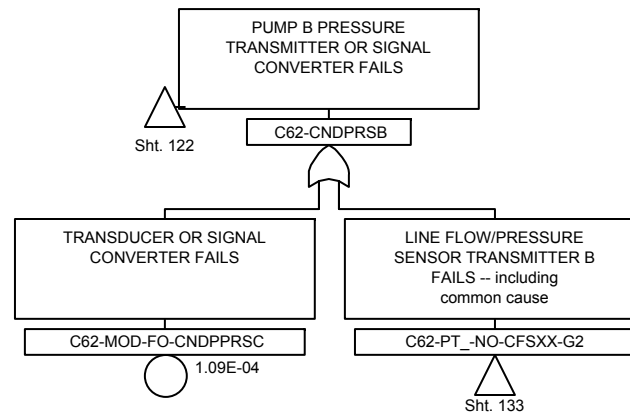 PUMP B PRESSURE
TRANSMITTER OR SIGNAL
CONVERTER FAILS
Sht. 122
C62-CNDPRSB
TRANSDUCER OR SIGNAL
CONVERTER FAILS
C62-MOD-FO-CNDPPRSC
1.09E-04
LINE FLOW/PRESSURE
SENSOR TRANSMITTER B
FAILS -- including
common cause
C62-PT_-NO-CFSXX-G2
Sht. 133